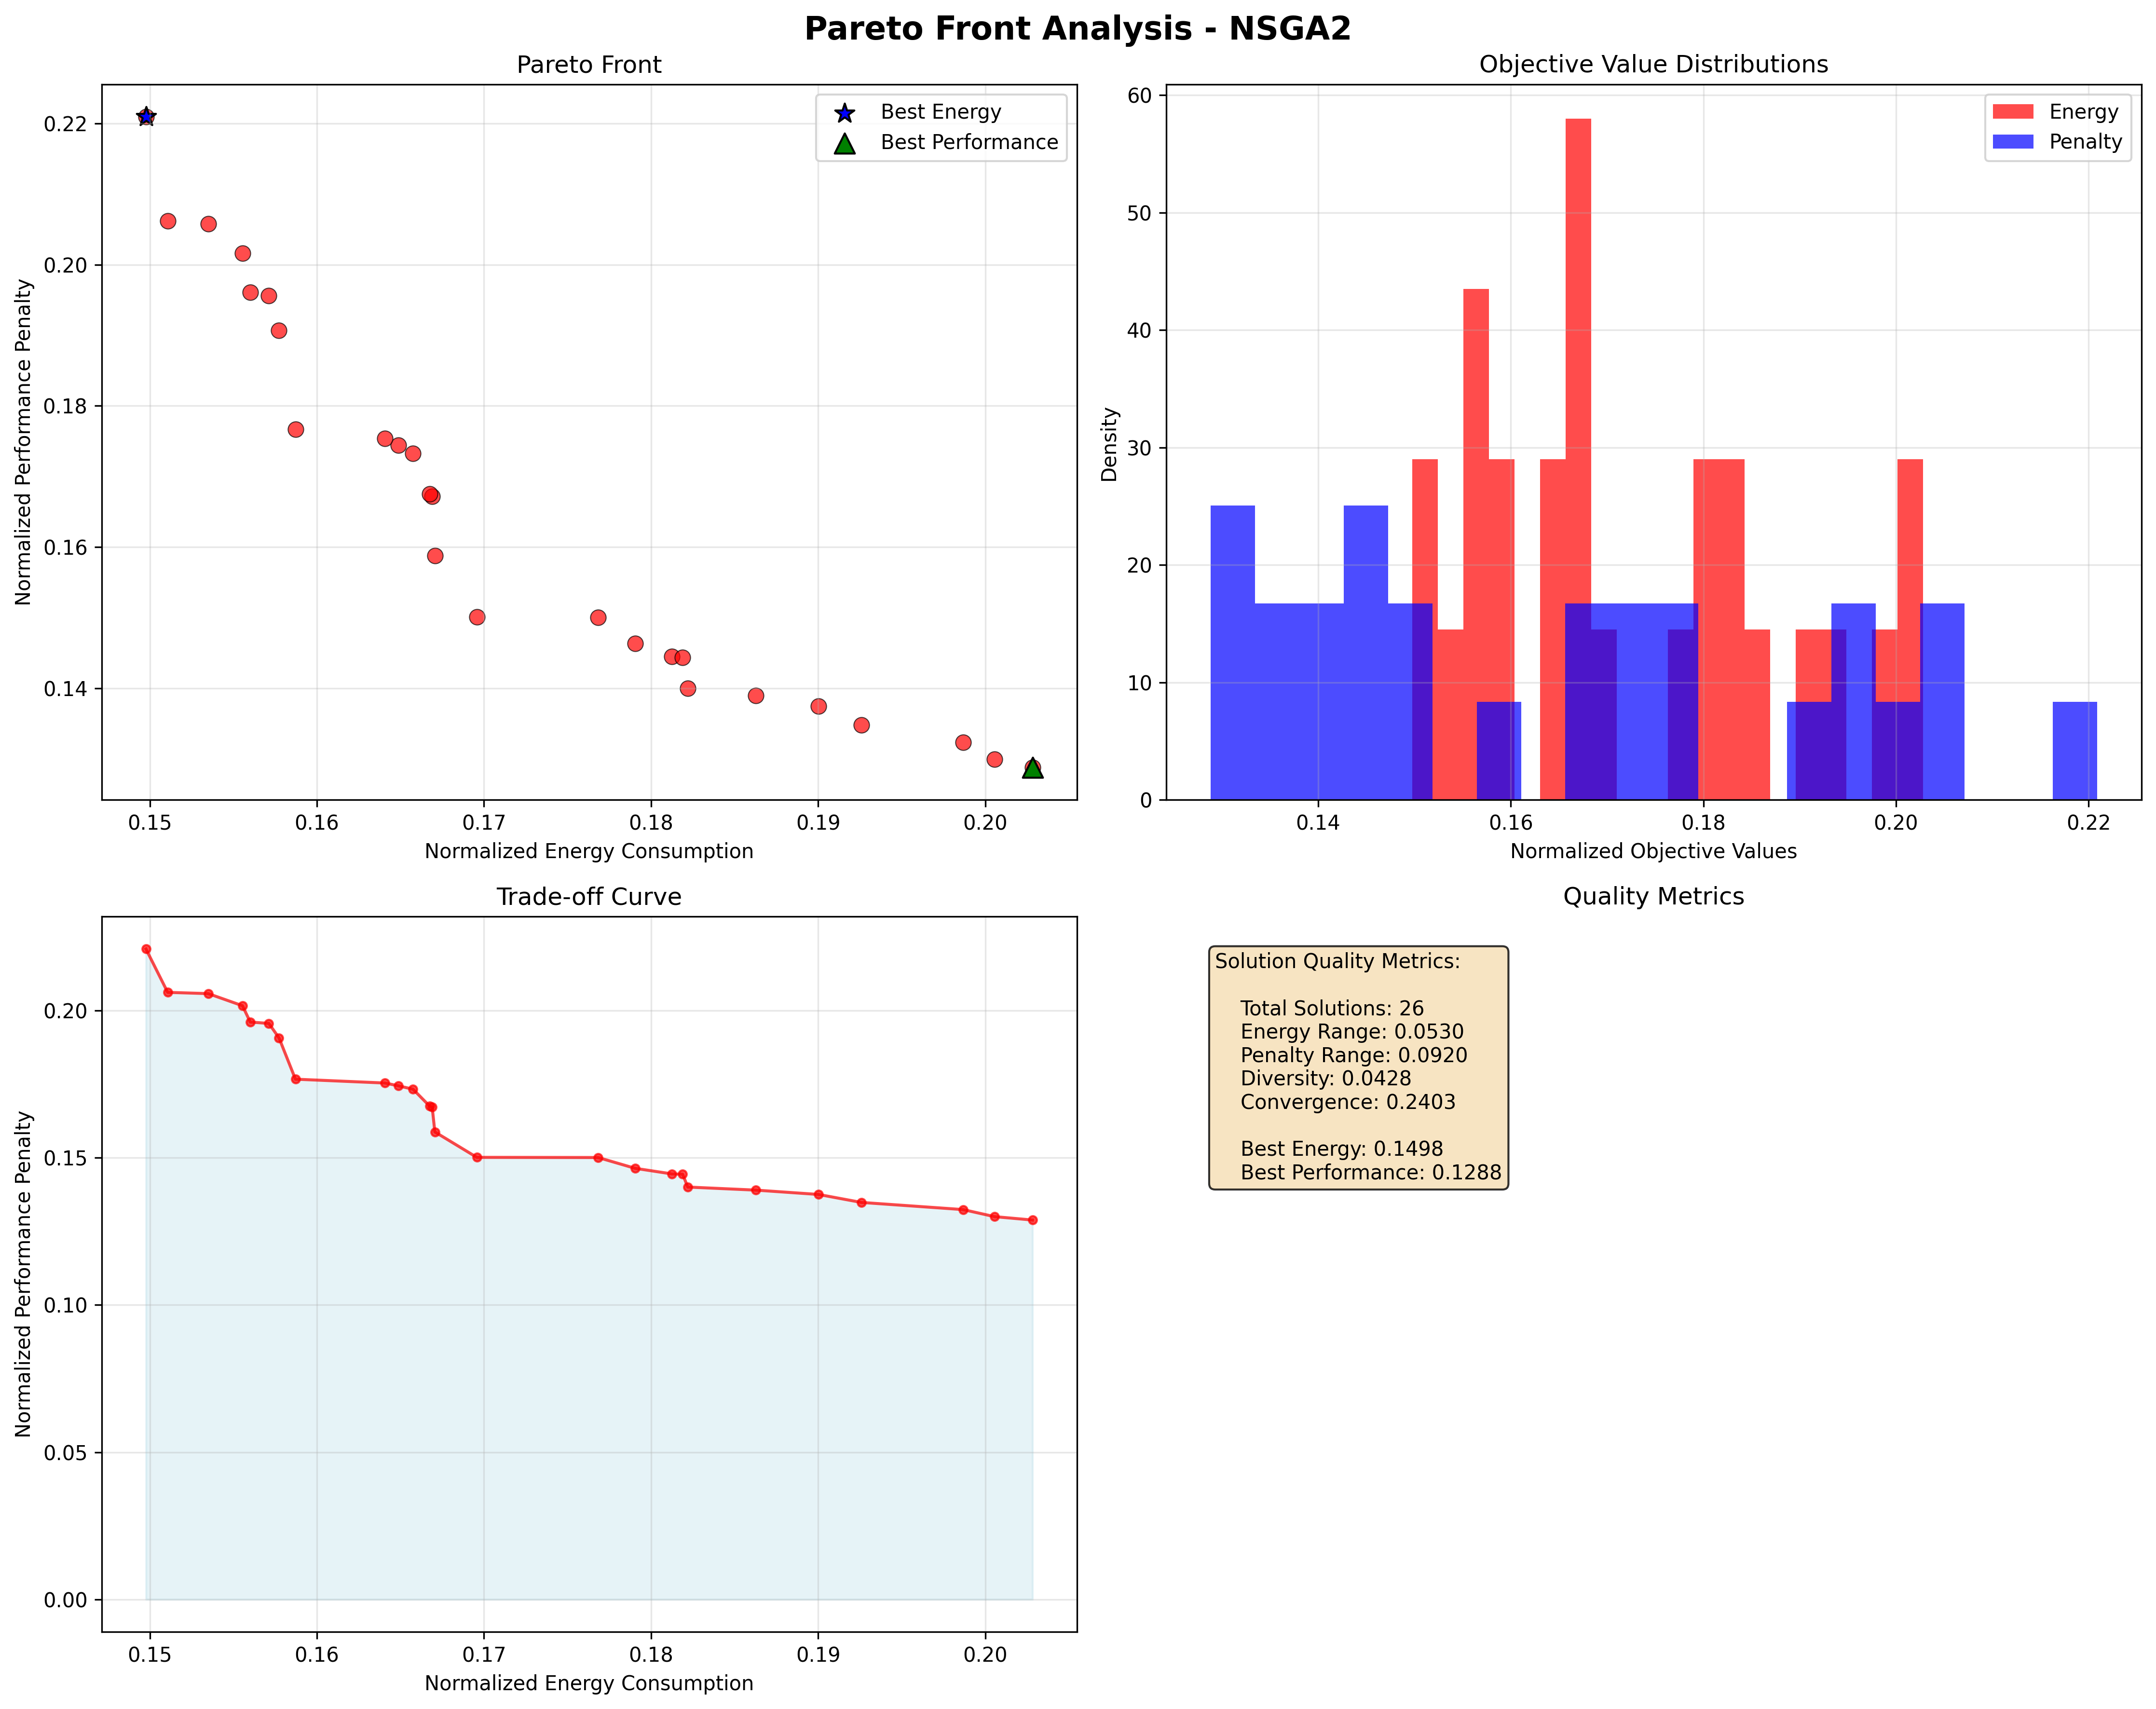 Pareto Front Analysis - NSGA2
Pareto Front
Best Energy
Best Performance
0.22
0.20
0.18
0.16
0.14
Normalized Performance Penalty
0.15
0.16
0.17
0.18
0.19
0.20
Normalized Energy Consumption
Objective Value Distributions
Energy
Penalty
60
50
40
30
20
10
0
Density
0.14
0.16
0.18
0.20
0.22
Normalized Objective Values
Trade-off Curve
0.20
0.15
0.10
0.05
0.00
Normalized Performance Penalty
0.15
0.16
0.17
0.18
0.19
0.20
Normalized Energy Consumption
Quality Metrics
Solution Quality Metrics:
Total Solutions: 26
Energy Range: 0.0530
Penalty Range: 0.0920
Diversity: 0.0428
Convergence: 0.2403
Best Energy: 0.1498
Best Performance: 0.1288